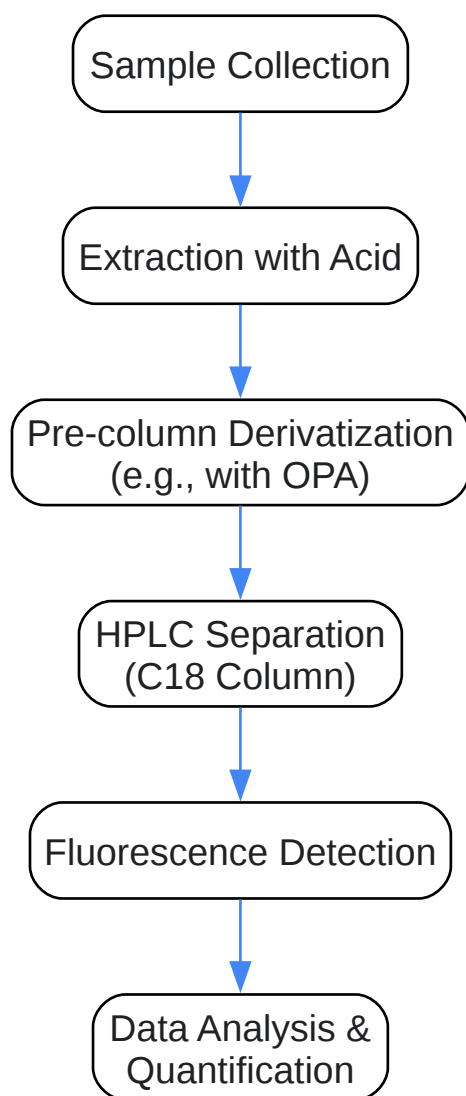 Sample Collection
Extraction with Acid
Pre-column Derivatization
(e.g., with OPA)
HPLC Separation
(C18 Column)
Fluorescence Detection
Data Analysis &
Quantification